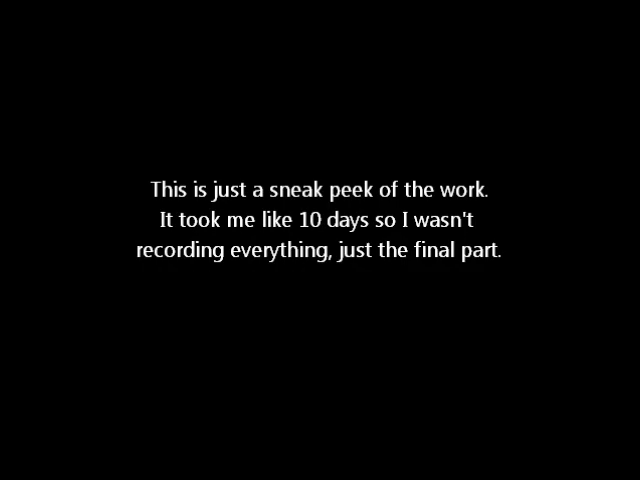 This is just a sneak peek of the work.
It took me like 10 days so I wasn't
recording everything, just the final part.